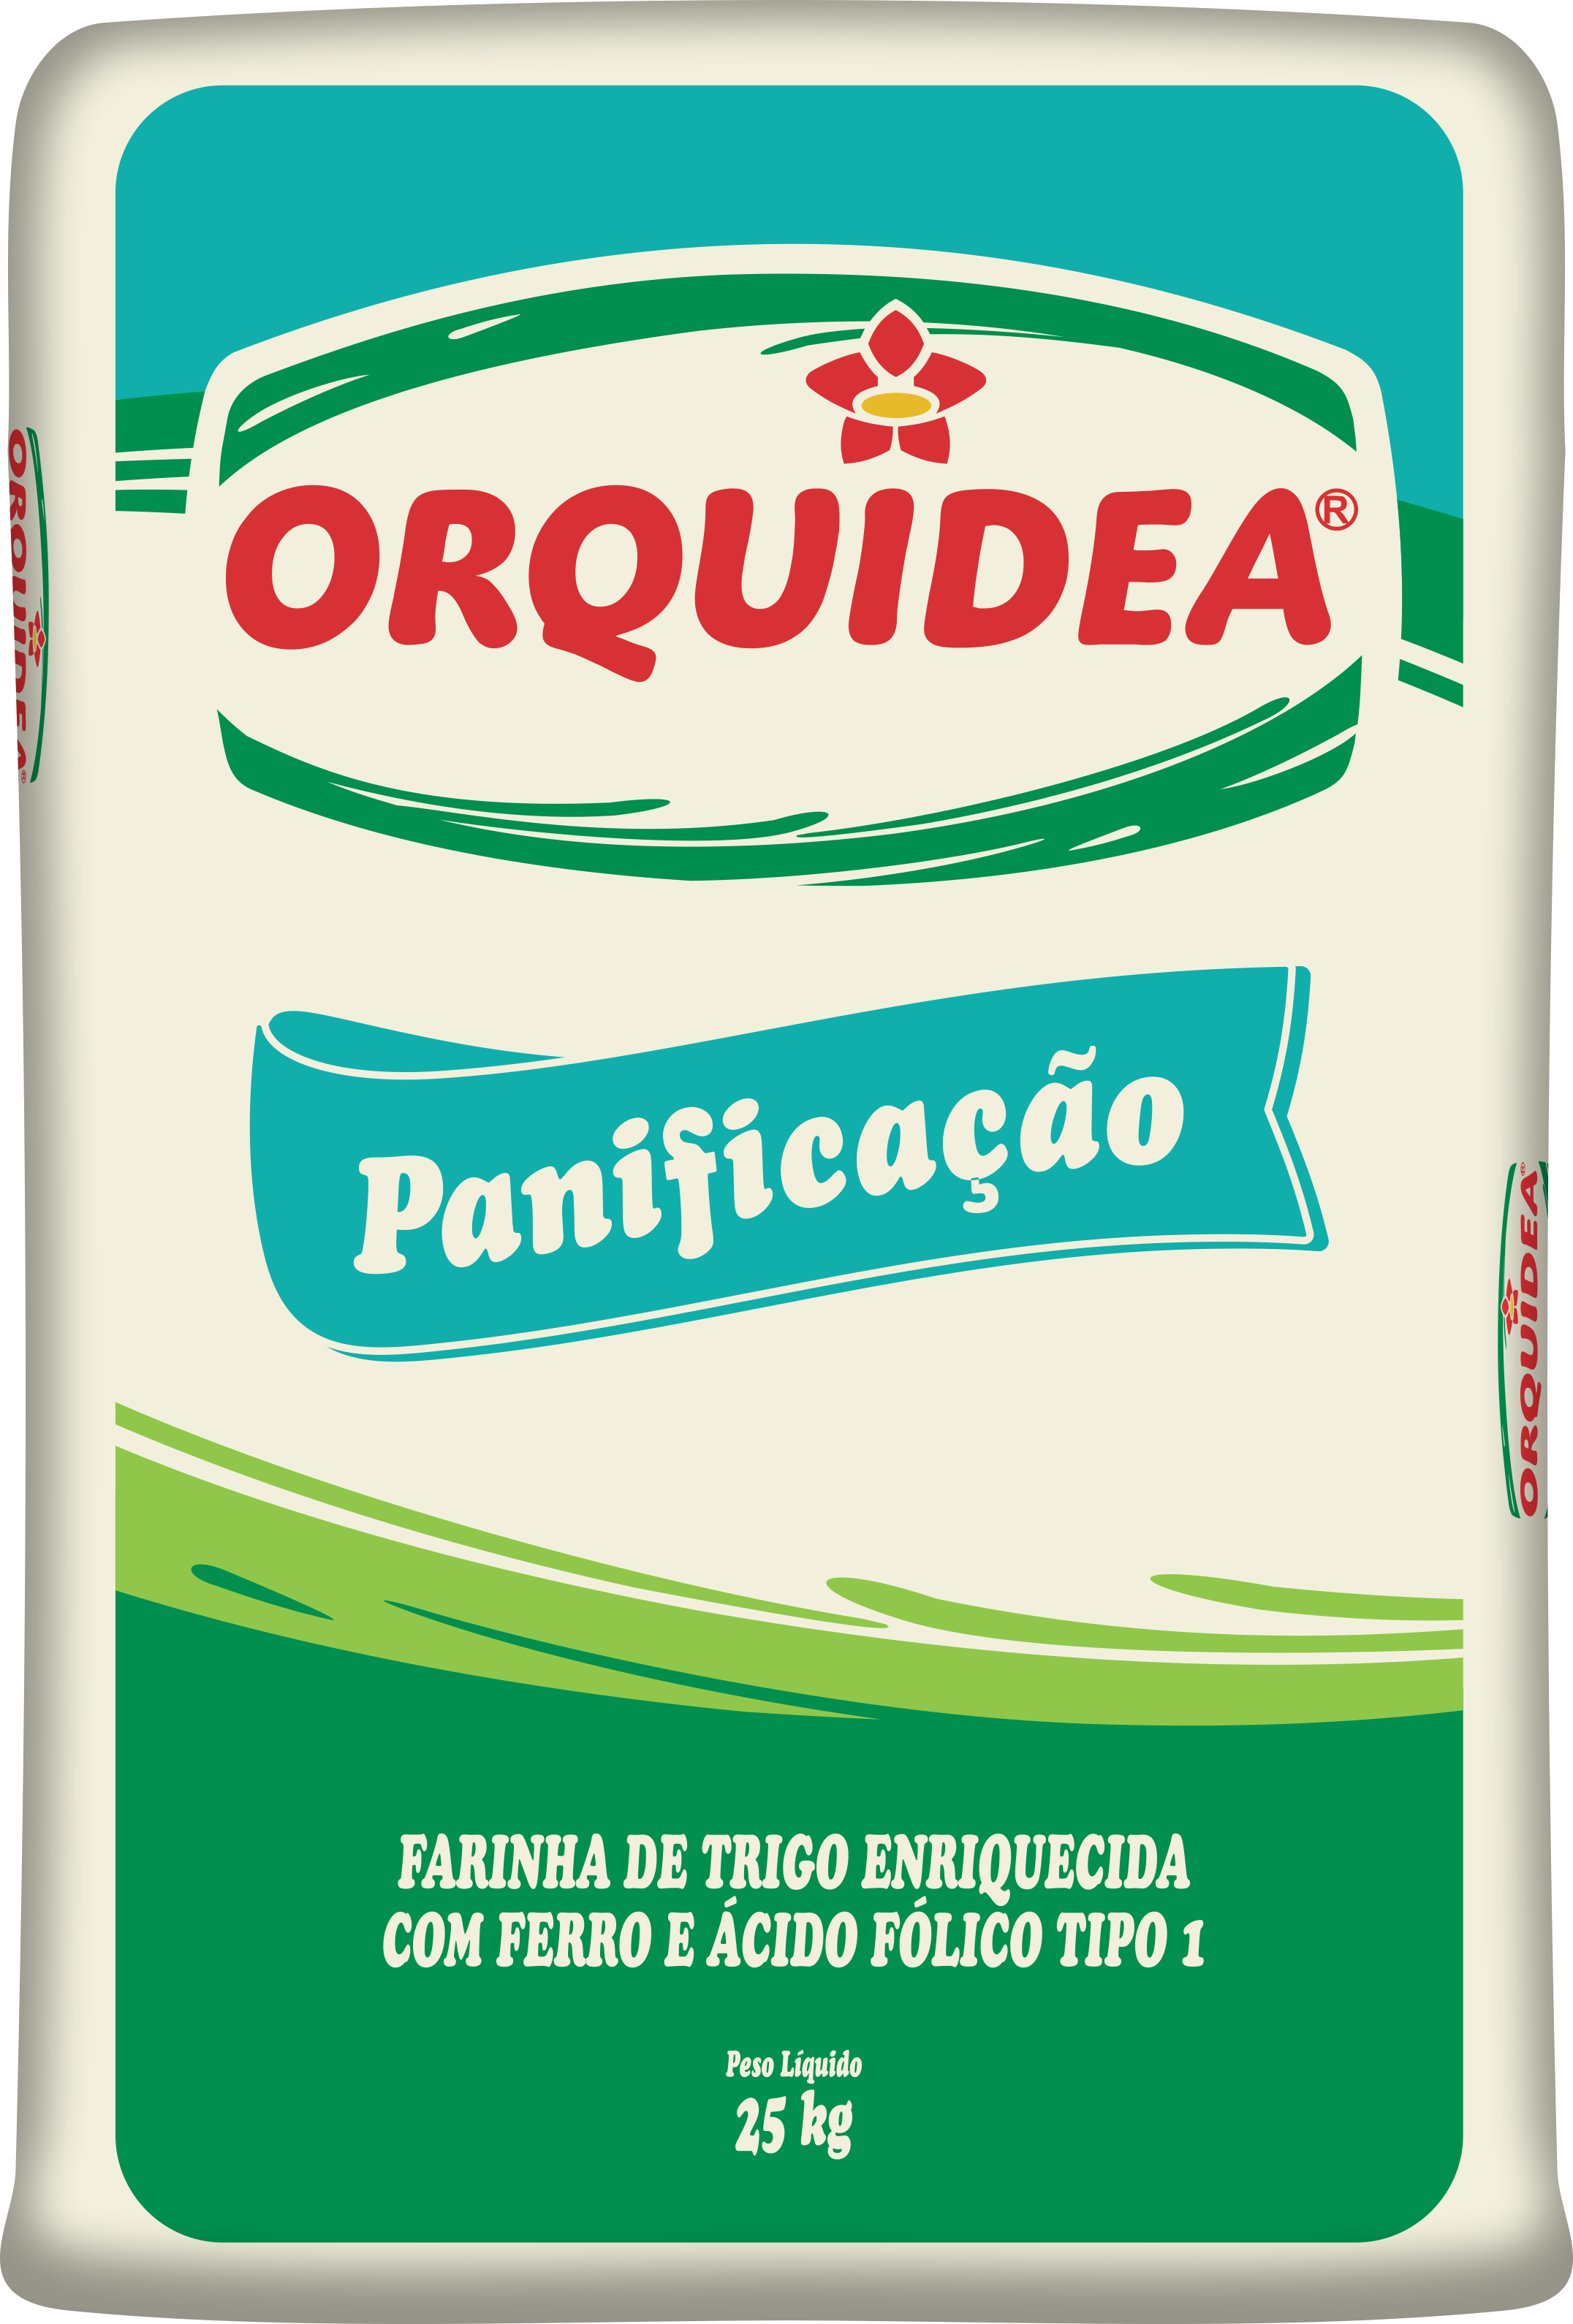 ORQUIDEA®
Panificação
FARINHA DE TRIGO ENRIQUECIDA
COM FERRO E ÁCIDO FÓLICO TIPO 1
Peso Líquido
25 kg
ORQUIDEA®
ORQUIDEA®